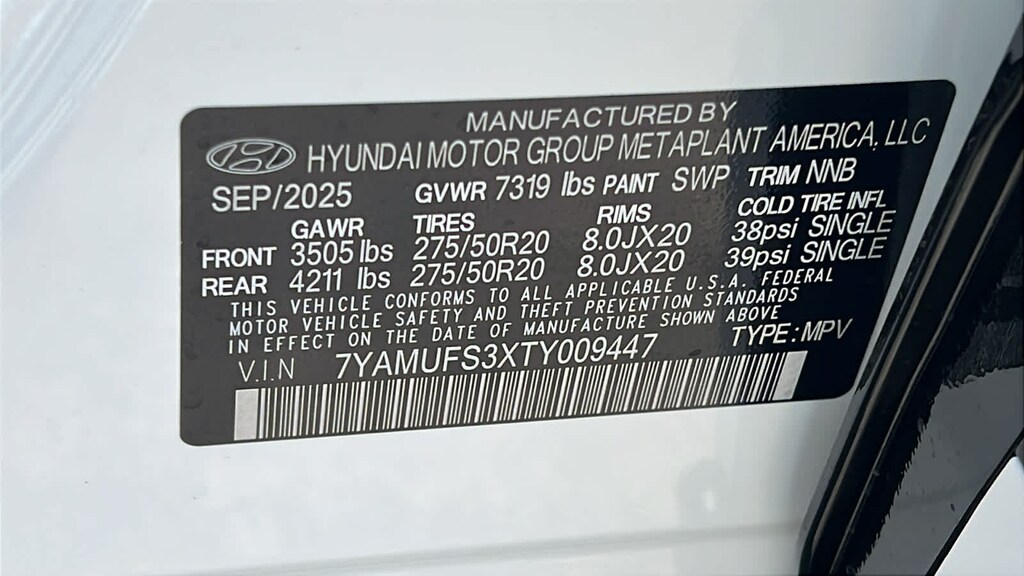 MANUFACTURED BY
HYUNDAI MOTOR GROUP METAPLANT AMERICA, LLC
SEP/2025 GVWR 7319 lbs PAINT SWP TRIM NNB
GAWR TIRES RIMS COLD TIRE INFL
FRONT 3505 lbs 275/50R20 8.0JX20 38psi SINGLE
REAR 4211 lbs 275/50R20 8.0JX20 39psi SINGLE
THIS VEHICLE CONFORMS TO ALL APPLICABLE U.S.A. FEDERAL
MOTOR VEHICLE SAFETY AND THEFT PREVENTION STANDARDS
IN EFFECT ON THE DATE OF MANUFACTURE SHOWN ABOVE
V.I.N 7YAMUFS3XTY009447 TYPE:MPV